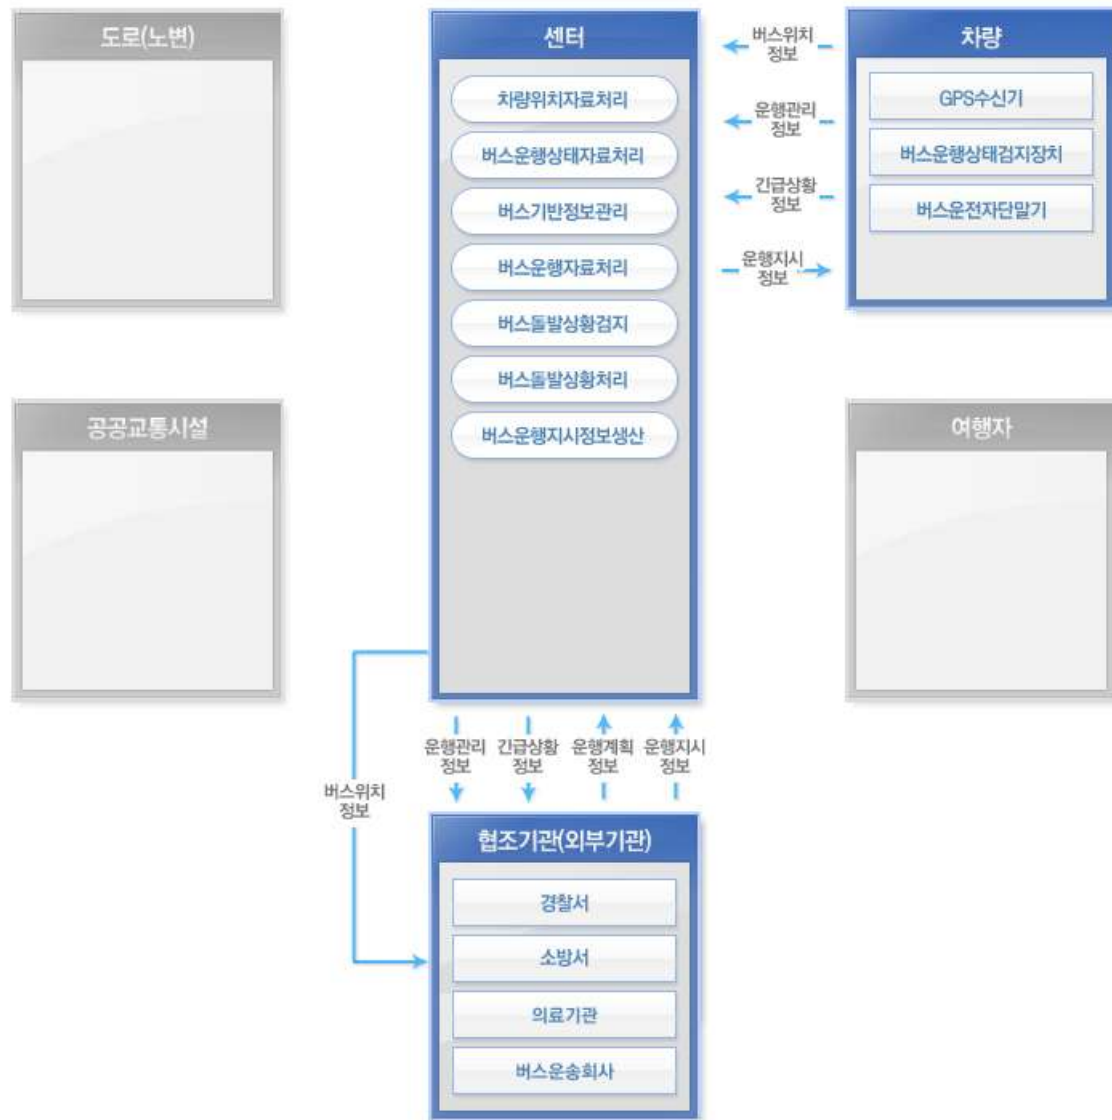 도로(노변)
센터
차량위치자료처리
버스운행상태자료처리
버스기반정보관리
버스운행자료처리
버스돌발상황검지
버스돌발상황처리
버스운행지시정보생산
버스위치
정보
운행관리
정보
긴급상황
정보
운행지시
정보
차량
GPS수신기
버스운행상태검지장치
버스운전자단말기
공공교통시설
여행자
운행관리
정보
긴급상황
정보
운행계획
정보
운행지시
정보
버스위치
정보
협조기관(외부기관)
경찰서
소방서
의료기관
버스운송회사